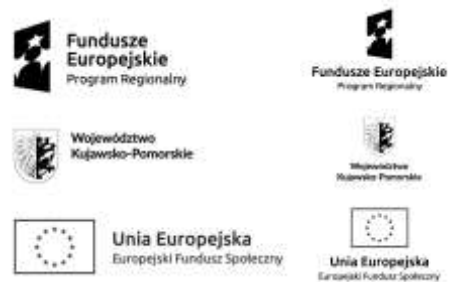 Fundusze
Europejskie
Program Regionalny
Fundusze Europejskie
Program Regionalny
Województwo
Kujawsko-Pomorskie
Województwo
Kujawsko-Pomorskie
Unia Europejska
Europejski Fundusz Społeczny
Unia Europejska
Europejski Fundusz Społeczny